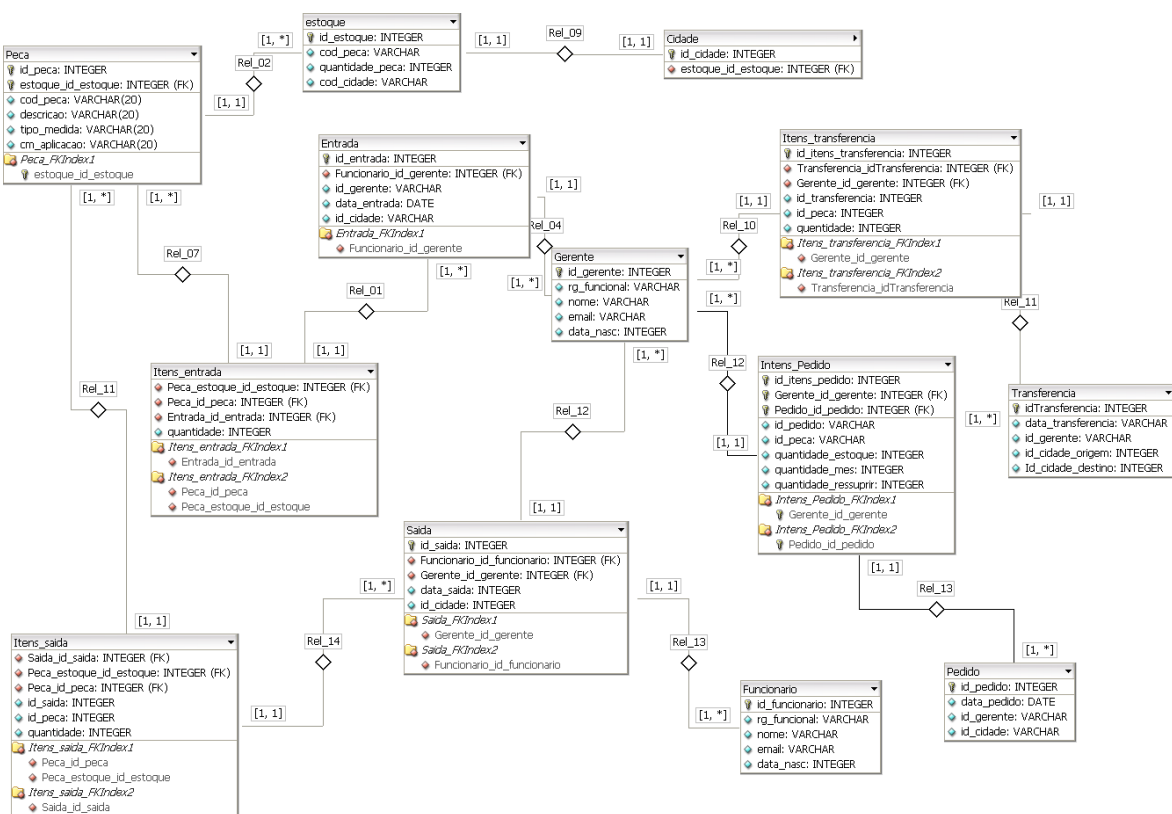 estoque
id_estoque: INTEGER
cod_peca: VARCHAR
quantidade_peca: INTEGER
cod_cidade: VARCHAR
[1, *]
Rel_02
[1, 1]
[1, 1]
Rel_09
[1, 1]
Cidade
id_cidade: INTEGER
estoque_id_estoque: INTEGER (FK)
Peca
id_peca: INTEGER
estoque_id_estoque: INTEGER (FK)
cod_peca: VARCHAR(20)
descricao: VARCHAR(20)
tipo_medida: VARCHAR(20)
cm_aplicacao: VARCHAR(20)
Peca_FKIndex1
estoque_id_estoque
[1, *]
[1, *]
Entrada
id_entrada: INTEGER
Funcionario_id_gerente: INTEGER (FK)
id_gerente: VARCHAR
data_entrada: DATE
id_cidade: VARCHAR
Entrada_FKIndex1
Funcionario_id_gerente
[1, 1]
Rel_04
[1, *]
[1, *]
Itens_transferência
id_itens_transferencia: INTEGER
Transferencia_idTransferencia: INTEGER (FK)
Gerente_id_gerente: INTEGER (FK)
id_transferencia: INTEGER
id_peca: INTEGER
quentidade: INTEGER
Itens_transferencia_FKIndex1
Gerente_id_gerente
Itens_transferencia_FKIndex2
Transferencia_idTransferencia
[1, 1]
Rel_10
[1, *]
[1, 1]
Rel_11
[1, *]
Gerente
id_gerente: INTEGER
rg_funcional: VARCHAR
nome: VARCHAR
email: VARCHAR
data_nasc: INTEGER
[1, *]
[1, *]
Rel_12
[1, 1]
Rel_07
[1, 1]
Rel_01
[1, 1]
Itens_entrada
Peca_estoque_id_estoque: INTEGER (FK)
Peca_id_peca: INTEGER (FK)
Entrada_id_entrada: INTEGER (FK)
quantidade: INTEGER
Itens_entrada_FKIndex1
Entrada_id_entrada
Itens_entrada_FKIndex2
Peca_id_peca
Peca_estoque_id_estoque
Rel_11
[1, 1]
Intens_Pedido
id_itens_pedido: INTEGER
Gerente_id_gerente: INTEGER (FK)
Pedido_id_pedido: INTEGER (FK)
id_pedido: VARCHAR
id_peca: VARCHAR
quantidade_estoque: INTEGER
quantidade_mes: INTEGER
quantidade_ressuprir: INTEGER
Intens_Pedido_FKIndex1
Gerente_id_gerente
Intens_Pedido_FKIndex2
Pedido_id_pedido
Transferencia
idTransferencia: INTEGER
data_transferencia: VARCHAR
id_gerente: VARCHAR
id_cidade_origem: INTEGER
Id_cidade_destino: INTEGER
Rel_12
[1, 1]
Saida
id_saida: INTEGER
Funcionario_id_funcionario: INTEGER (FK)
Gerente_id_gerente: INTEGER (FK)
data_saida: INTEGER
id_cidade: INTEGER
Saida_FKIndex1
Gerente_id_gerente
Saida_FKIndex2
Funcionario_id_funcionario
[1, *]
Rel_14
[1, 1]
[1, 1]
Rel_13
[1, *]
[1, 1]
Rel_13
[1, *]
Itens_saida
Saida_id_saida: INTEGER (FK)
Peca_estoque_id_estoque: INTEGER (FK)
Peca_id_peca: INTEGER (FK)
id_saida: INTEGER
id_peca: INTEGER
quantidade: INTEGER
Itens_saida_FKIndex1
Peca_id_peca
Peca_estoque_id_estoque
Itens_saida_FKIndex2
Saida_id_saida
Funcionario
id_funcionario: INTEGER
rg_funcional: VARCHAR
nome: VARCHAR
email: VARCHAR
data_nasc: INTEGER
Pedido
id_pedido: INTEGER
data_pedido: DATE
id_gerente: VARCHAR
id_cidade: VARCHAR